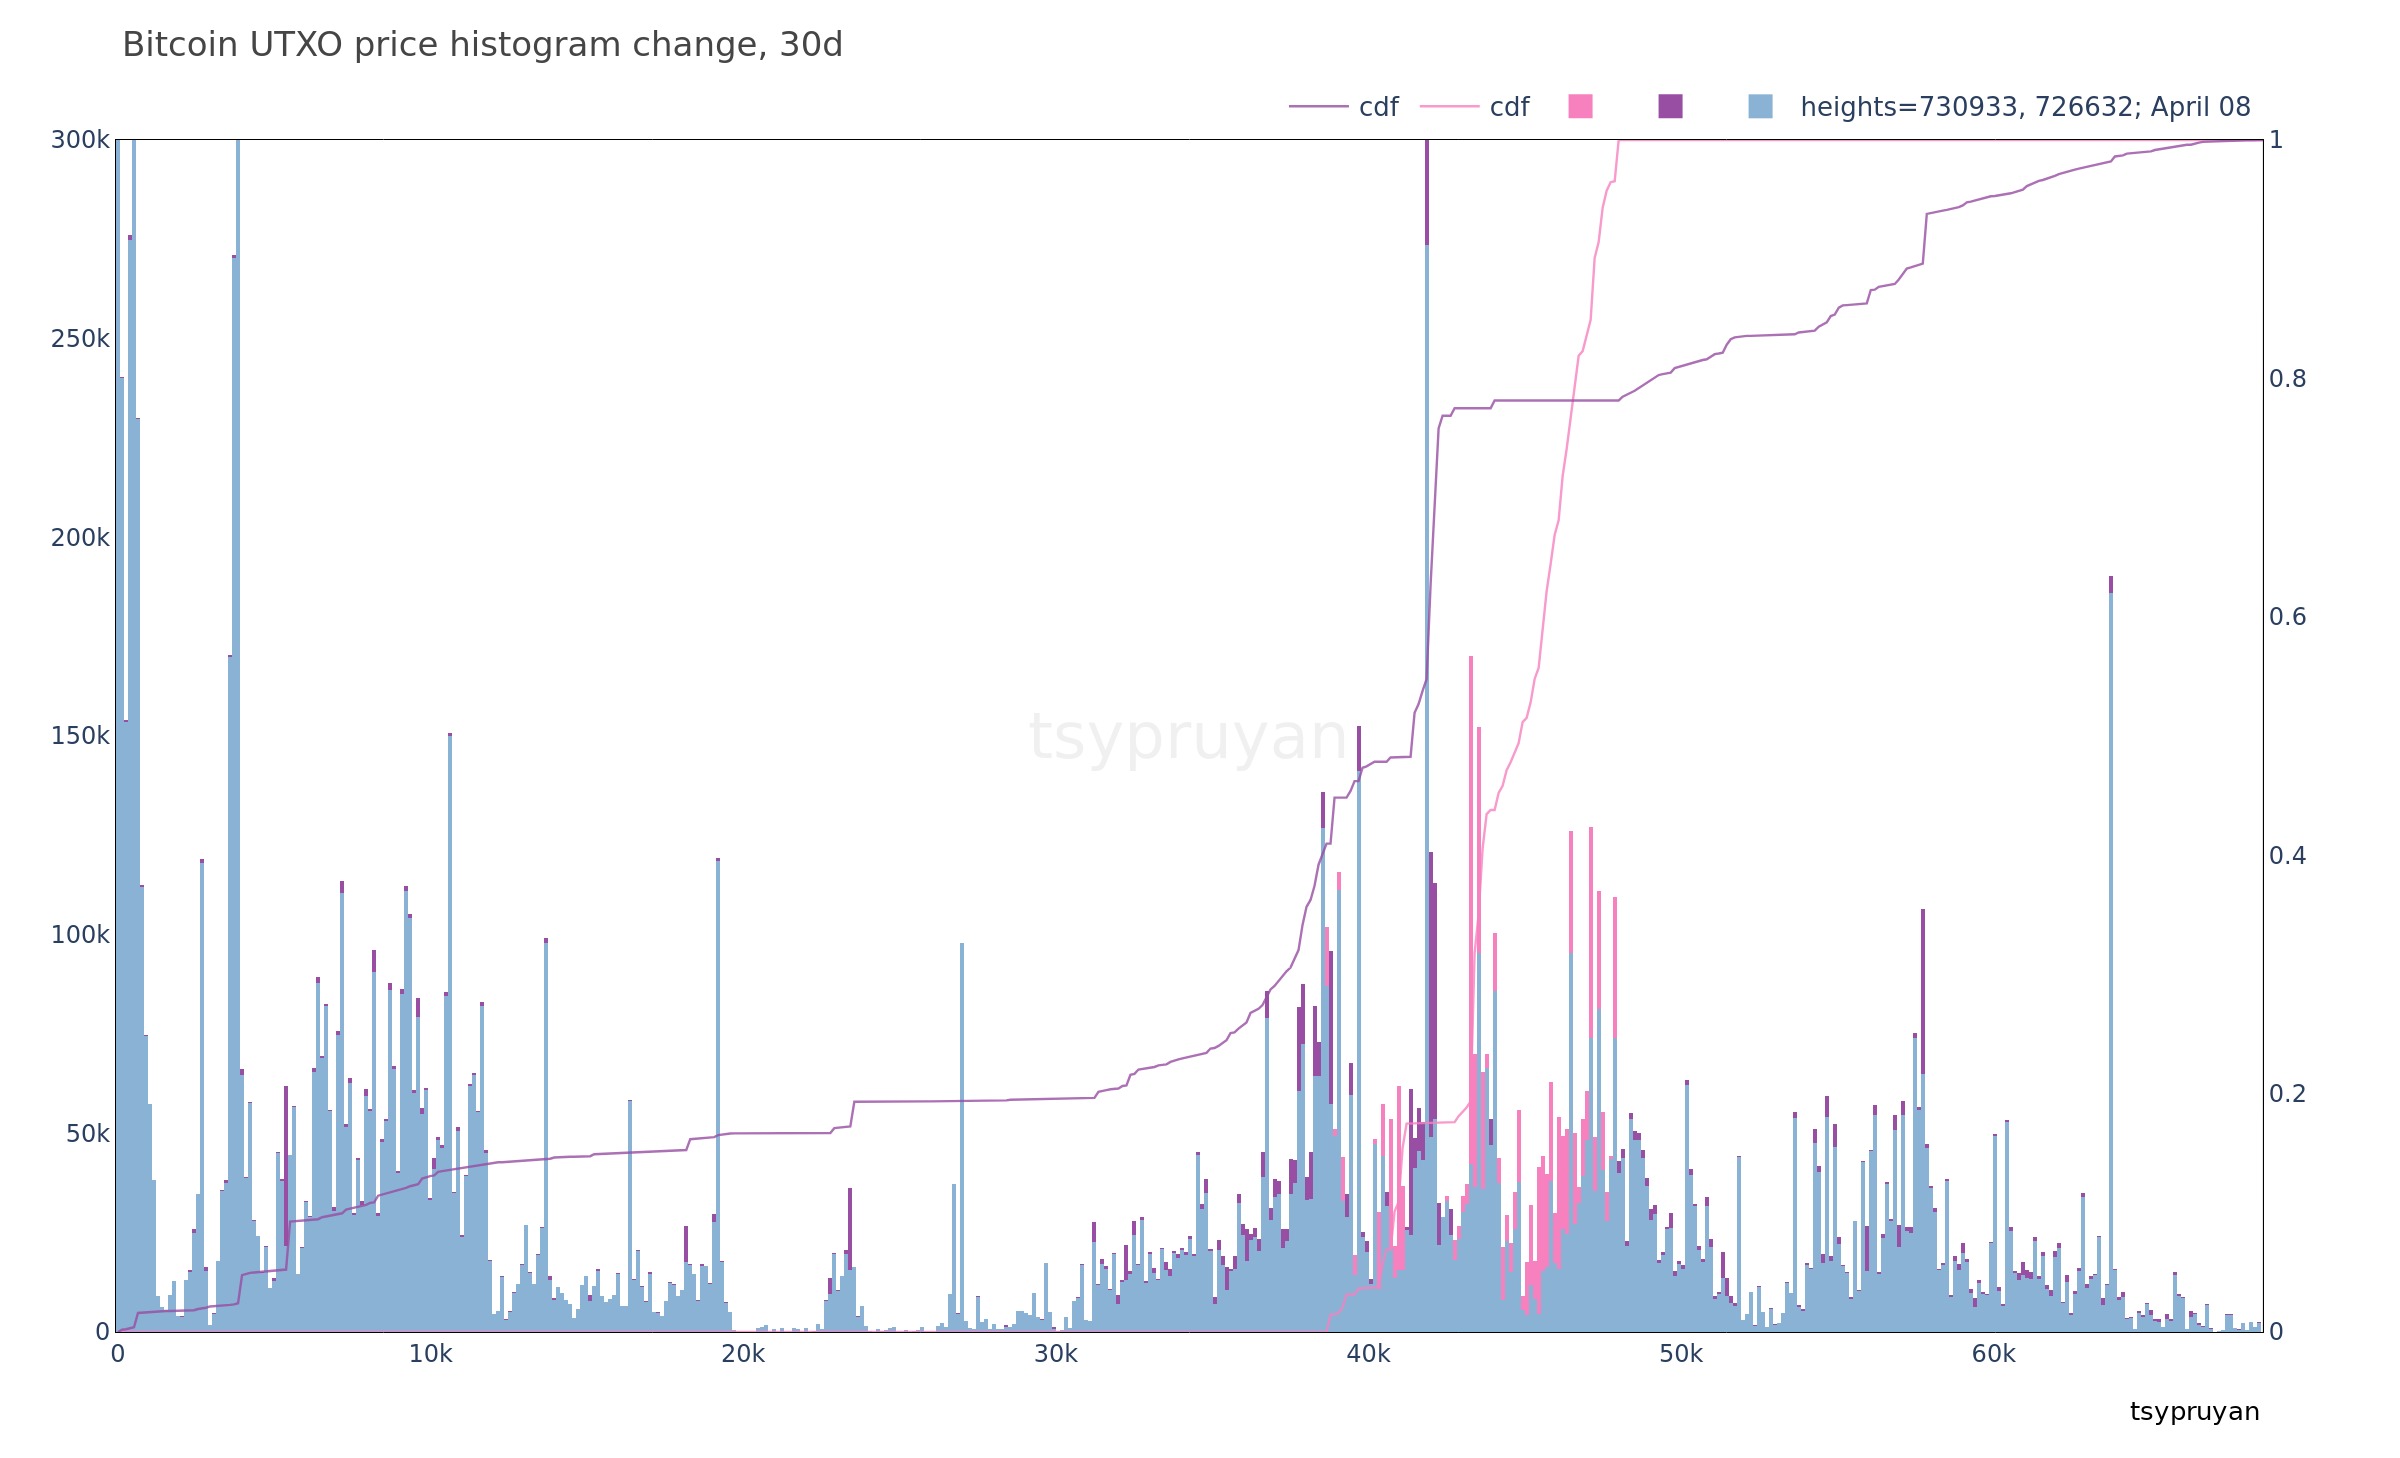 Bitcoin UTXO price histogram change, 30d
cdf cdf heights=730933, 726632; April 08
300k
250k
200k
150k
100k
50k
0
1
0.8
0.6
0.4
0.2
0
tsypruyan
0 10k 20k 30k 40k 50k 60k
tsypruyan